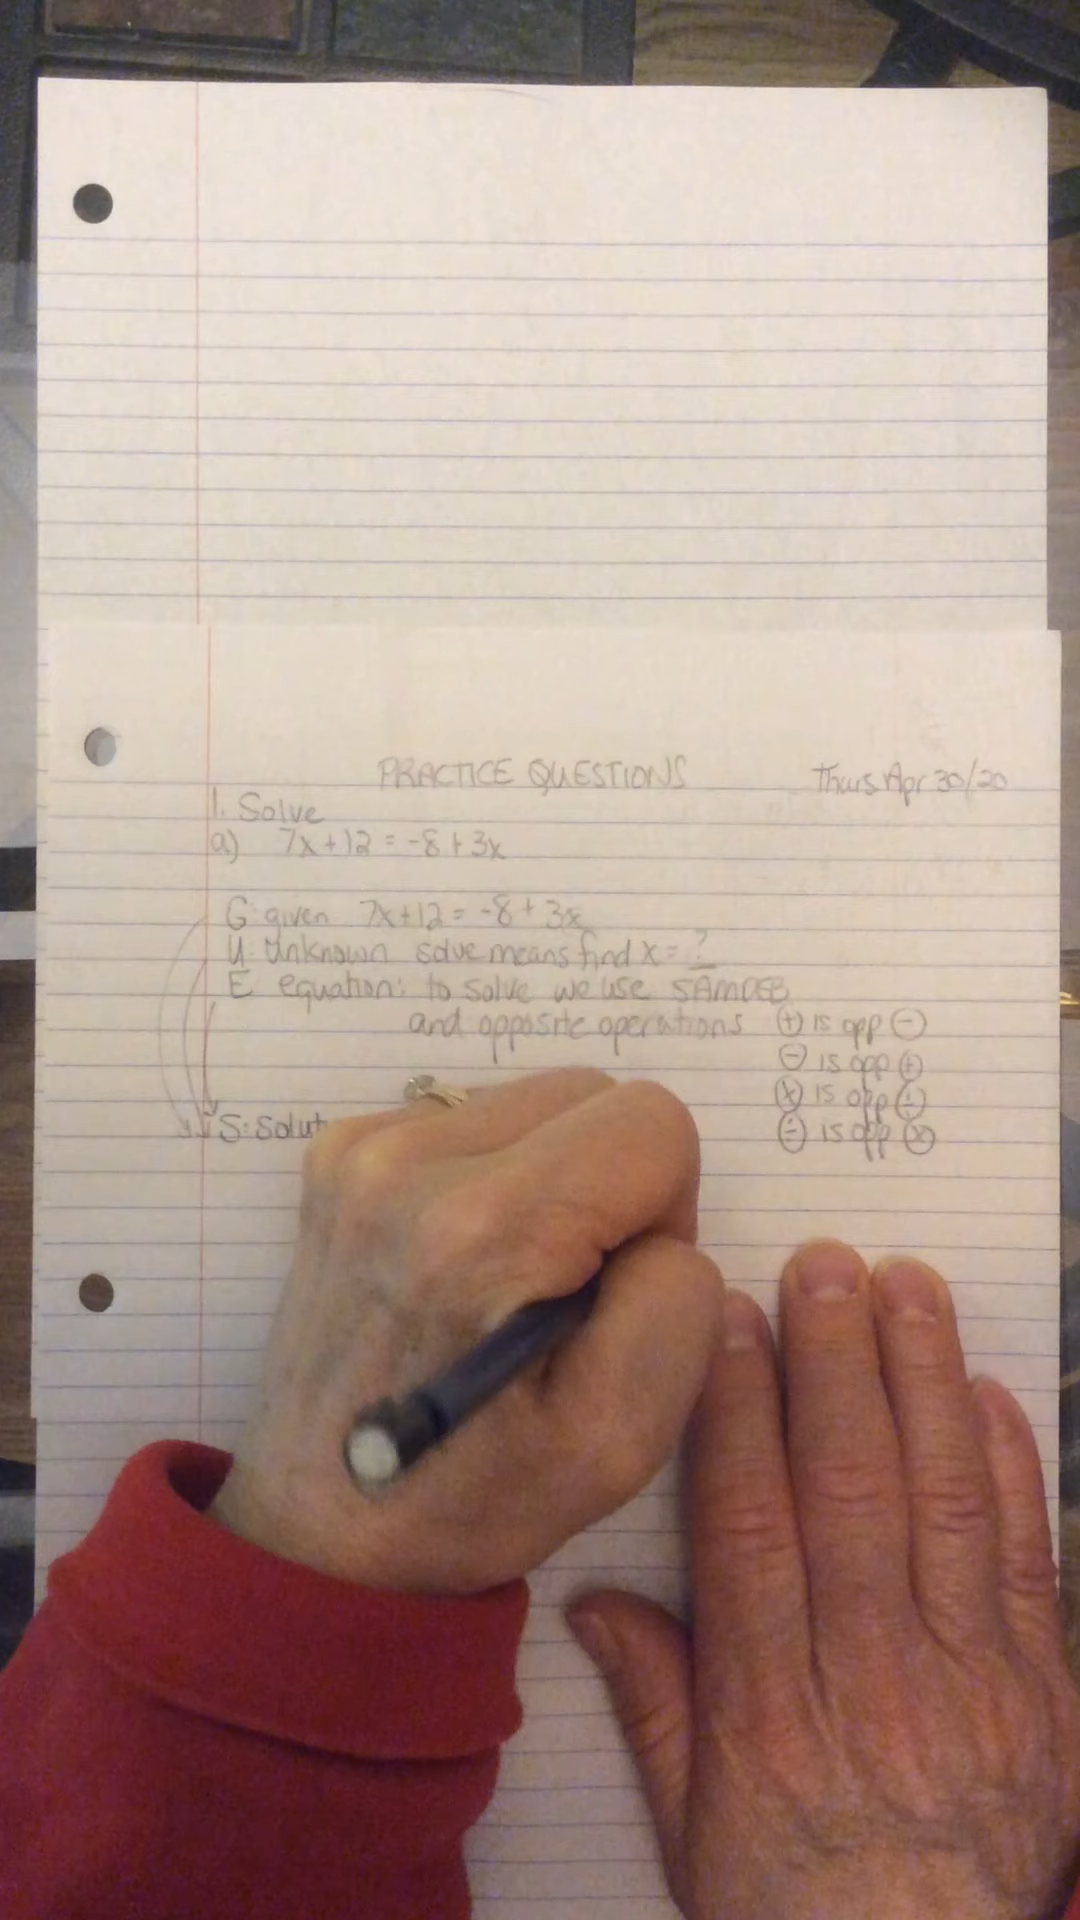 PRACTICE QUESTIONS Thurs Apr 30/20
1. Solve
a) 7x+12 = -8+3x
G: given 7x+12 = -8+3x
U: Unknown solve means find x = ?
E equation: to solve we use SAMDEB
and opposite operations ⊕ is opp ⊖
⊖ is opp ⊕
⊗ is opp ➗
➗ is opp ⊗
S: Solut